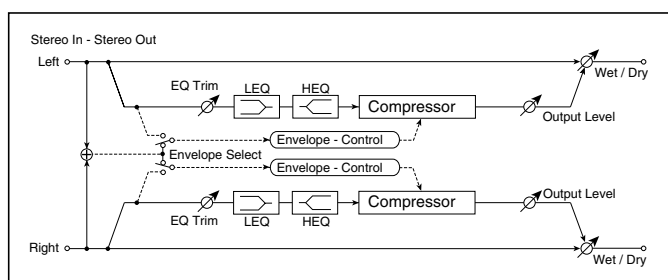 Stereo In - Stereo Out
Left
Wet / Dry
EQ Trim
LEQ
HEQ
Compressor
Output Level
Envelope - Control
Envelope Select
Envelope - Control
Compressor
Output Level
EQ Trim
LEQ
HEQ
Right
Wet / Dry